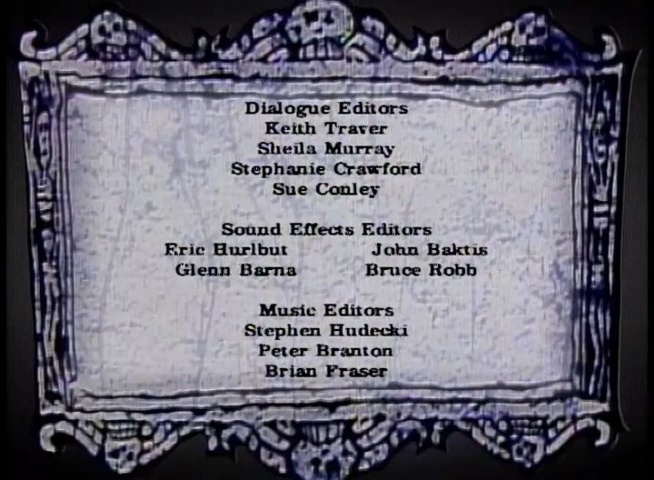 Dialogue Editors
Keith Traver
Sheila Murray
Stephanie Crawford
Sue Conley
Sound Effects Editors
Eric Hurlbut John Baktis
Glenn Barna Bruce Robb
Music Editors
Stephen Hudecki
Peter Branton
Brian Fraser